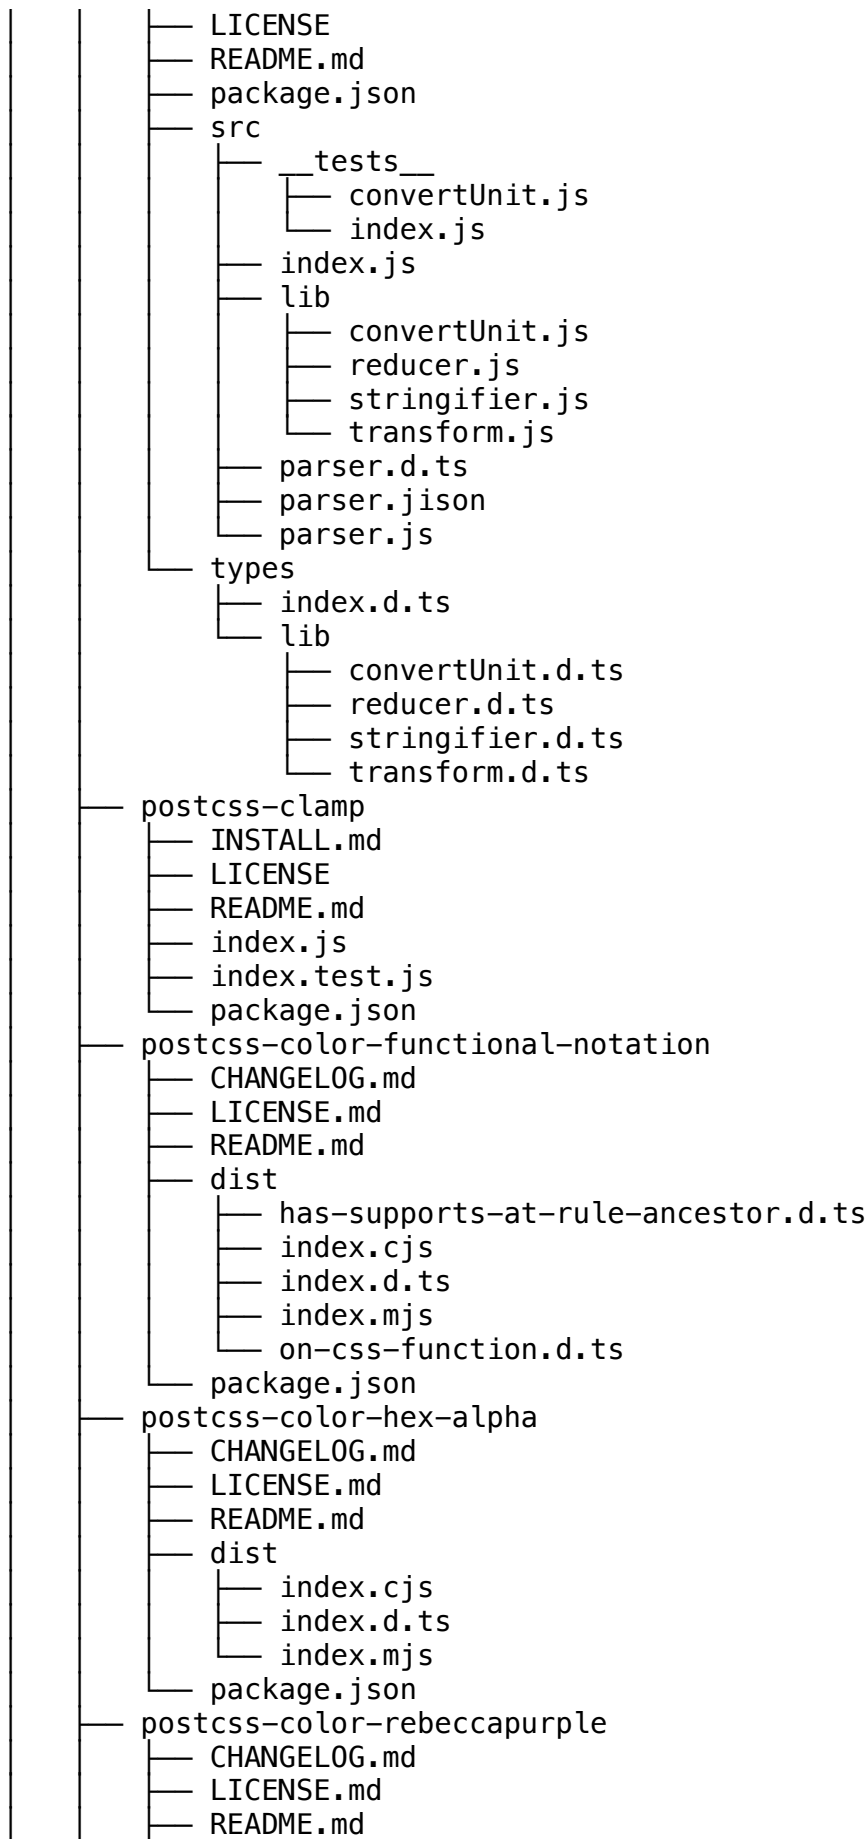 │   │   ├── LICENSE
│   │   ├── README.md
│   │   ├── package.json
│   │   ├── src
│   │   │   ├── __tests__
│   │   │   │   ├── convertUnit.js
│   │   │   │   └── index.js
│   │   │   ├── index.js
│   │   │   ├── lib
│   │   │   │   ├── convertUnit.js
│   │   │   │   ├── reducer.js
│   │   │   │   ├── stringifier.js
│   │   │   │   └── transform.js
│   │   │   ├── parser.d.ts
│   │   │   ├── parser.jison
│   │   │   └── parser.js
│   │   └── types
│   │       ├── index.d.ts
│   │       └── lib
│   │           ├── convertUnit.d.ts
│   │           ├── reducer.d.ts
│   │           ├── stringifier.d.ts
│   │           └── transform.d.ts
│   ├── postcss-clamp
│   │   ├── INSTALL.md
│   │   ├── LICENSE
│   │   ├── README.md
│   │   ├── index.js
│   │   ├── index.test.js
│   │   └── package.json
│   ├── postcss-color-functional-notation
│   │   ├── CHANGELOG.md
│   │   ├── LICENSE.md
│   │   ├── README.md
│   │   ├── dist
│   │   │   ├── has-supports-at-rule-ancestor.d.ts
│   │   │   ├── index.cjs
│   │   │   ├── index.d.ts
│   │   │   ├── index.mjs
│   │   │   └── on-css-function.d.ts
│   │   └── package.json
│   ├── postcss-color-hex-alpha
│   │   ├── CHANGELOG.md
│   │   ├── LICENSE.md
│   │   ├── README.md
│   │   ├── dist
│   │   │   ├── index.cjs
│   │   │   ├── index.d.ts
│   │   │   └── index.mjs
│   │   └── package.json
│   ├── postcss-color-rebeccapurple
│   │   ├── CHANGELOG.md
│   │   ├── LICENSE.md
│   │   ├── README.md